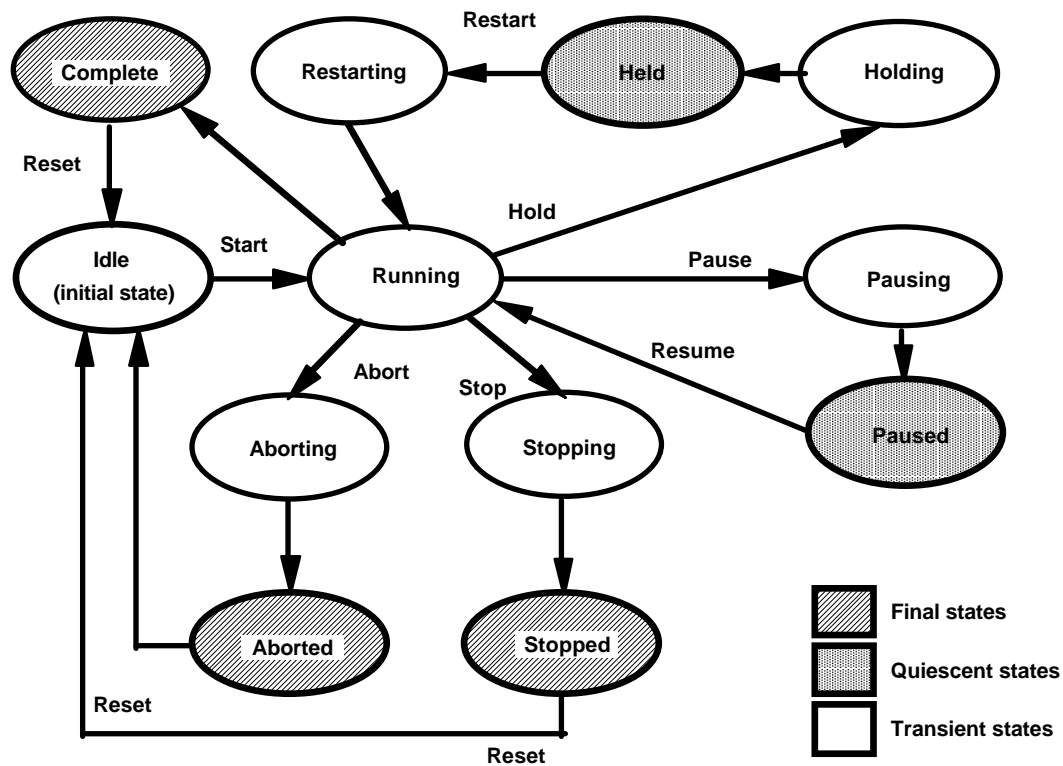 Restart
Complete
Restarting
Held
Holding
Reset
Hold
Start
Idle
(initial state)
Running
Pause
Pausing
Resume
Abort
Stop
Paused
Aborting
Stopping
Final states
Aborted
Stopped
Quiescent states
Reset
Transient states
Reset